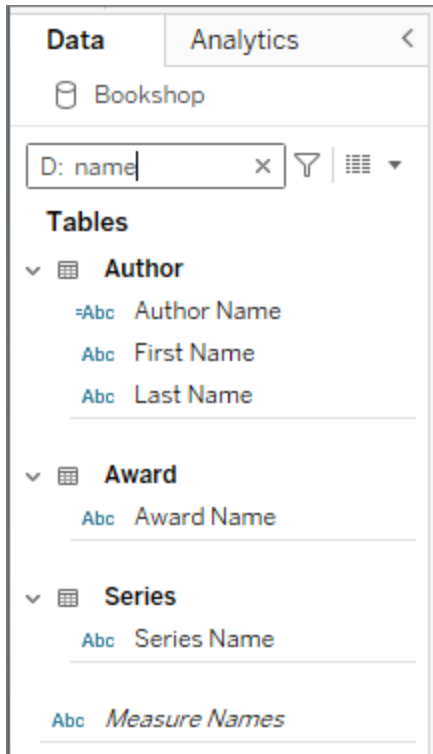 Data Analytics
Bookshop
D: name
Tables
Author
=Abc Author Name
Abc First Name
Abc Last Name
Award
Abc Award Name
Series
Abc Series Name
Abc Measure Names